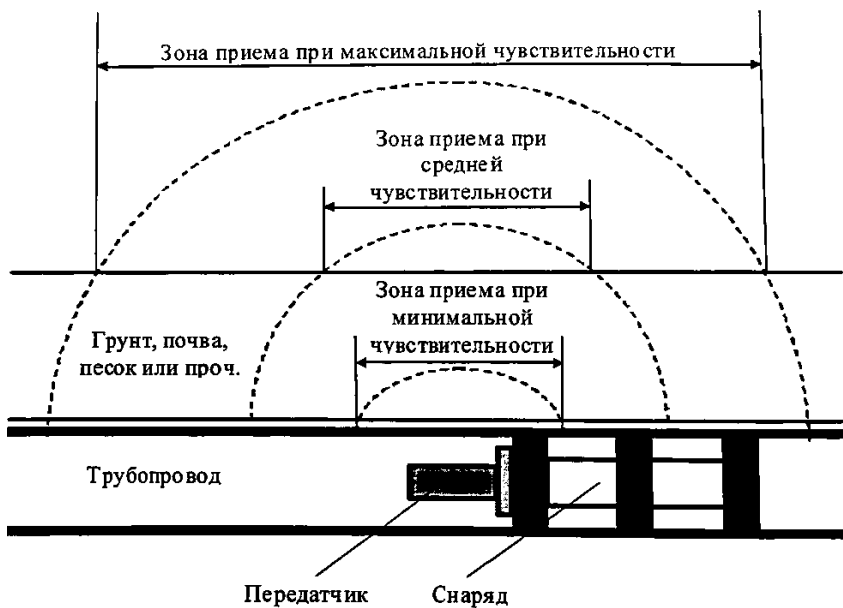 Зона приема при максимальной чувствительности
Зона приема при
средней
чувствительности
Зона приема при
минимальной
чувствительности
Грунт, почва,
песок или проч.
Трубопровод
Передатчик
Снаряд